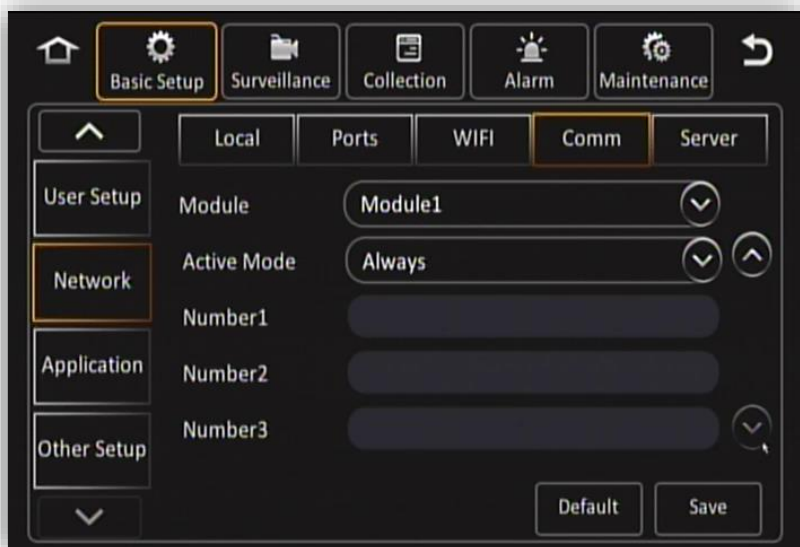 Basic Setup
Surveillance
Collection
Alarm
Maintenance
Local
Ports
WIFI
Comm
Server
User Setup
Network
Application
Other Setup
Module
Module1
Active Mode
Always
Number1
Number2
Number3
Default
Save